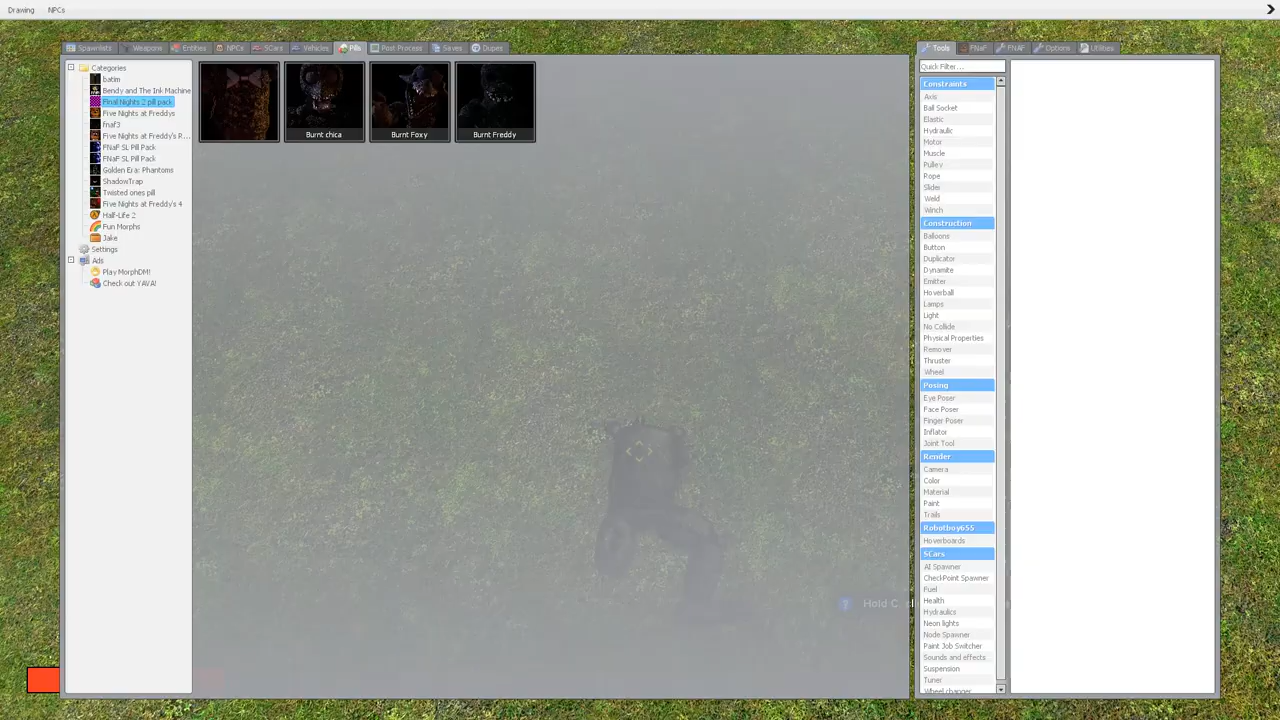 Drawing NPCs
Spawnlists Weapons Entities NPCs SCars Vehicles Pills Post Process Saves Dupes
Categories
batim
Bendy and The Ink Machine
Final Nights 2 pill pack
Five Nights at Freddys
fnaf3
Five Nights at Freddy's R...
FNaF SL Pill Pack
FNaF SL Pill Pack
Golden Era: Phantoms
ShadowTrap
Twisted ones pill
Five Nights at Freddy's 4
Half-Life 2
Fun Morphs
Jake
Settings
Ads
Play MorphDM!
Check out YAVA!
Burnt chica
Burnt Foxy
Burnt Freddy
Hold C
Tools FNaF FNAF Options Utilities
Quick Filter...
Constraints
Axis
Ball Socket
Elastic
Hydraulic
Motor
Muscle
Pulley
Rope
Slider
Weld
Winch
Construction
Balloons
Button
Duplicator
Dynamite
Emitter
Hoverball
Lamps
Light
No Collide
Physical Properties
Remover
Thruster
Wheel
Posing
Eye Poser
Face Poser
Finger Poser
Inflator
Joint Tool
Render
Camera
Color
Material
Paint
Trails
Robotboy655
Hoverboards
SCars
AI Spawner
CheckPoint Spawner
Fuel
Health
Hydraulics
Neon lights
Node Spawner
Paint Job Switcher
Sounds and effects
Suspension
Tuner
Wheel changer